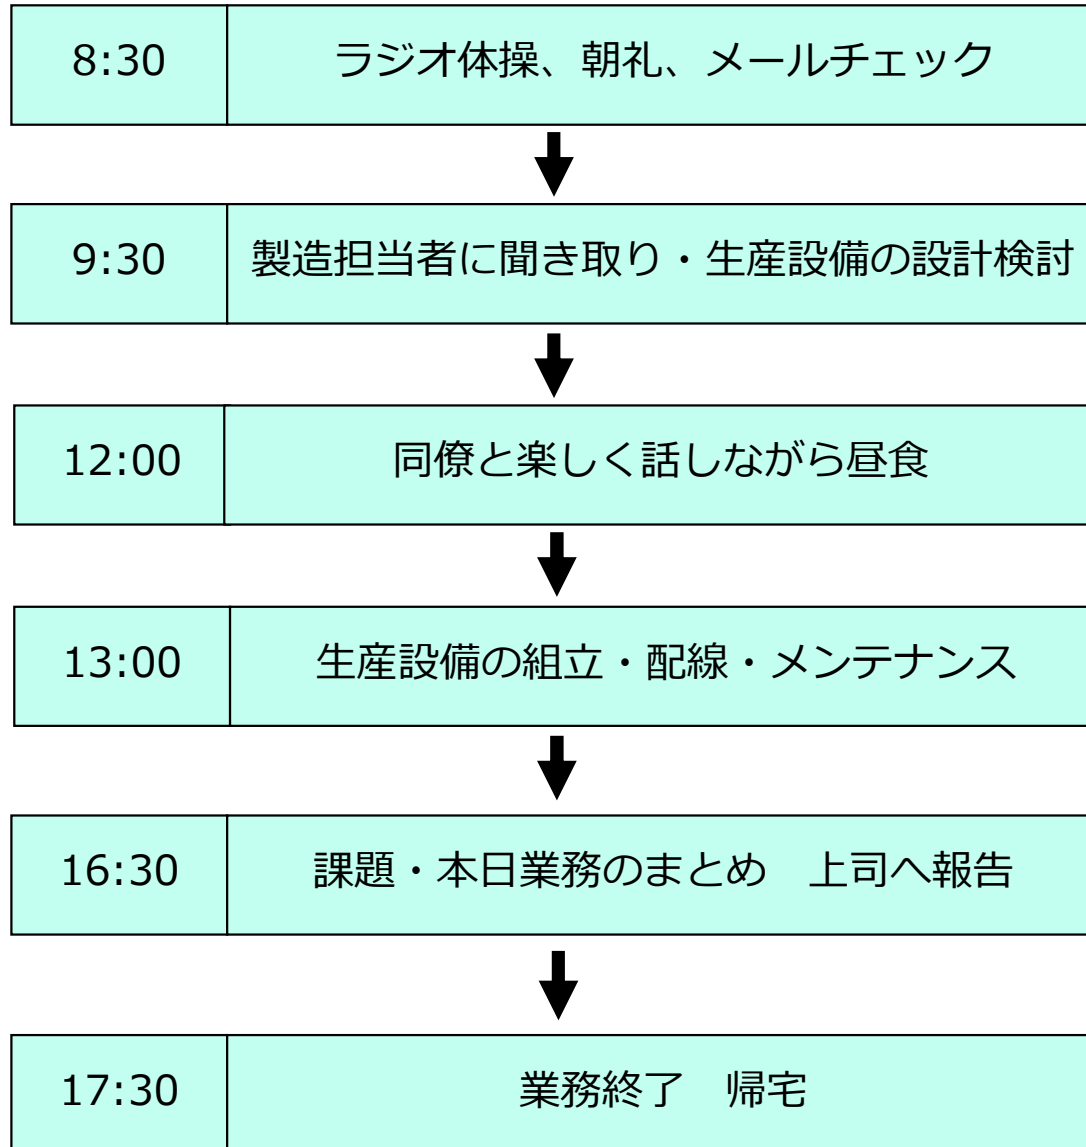 8:30 ラジオ体操、朝礼、メールチェック
9:30 製造担当者に聞き取り・生産設備の設計検討
12:00 同僚と楽しく話しながら昼食
13:00 生産設備の組立・配線・メンテナンス
16:30 課題・本日業務のまとめ　上司へ報告
17:30 業務終了　帰宅